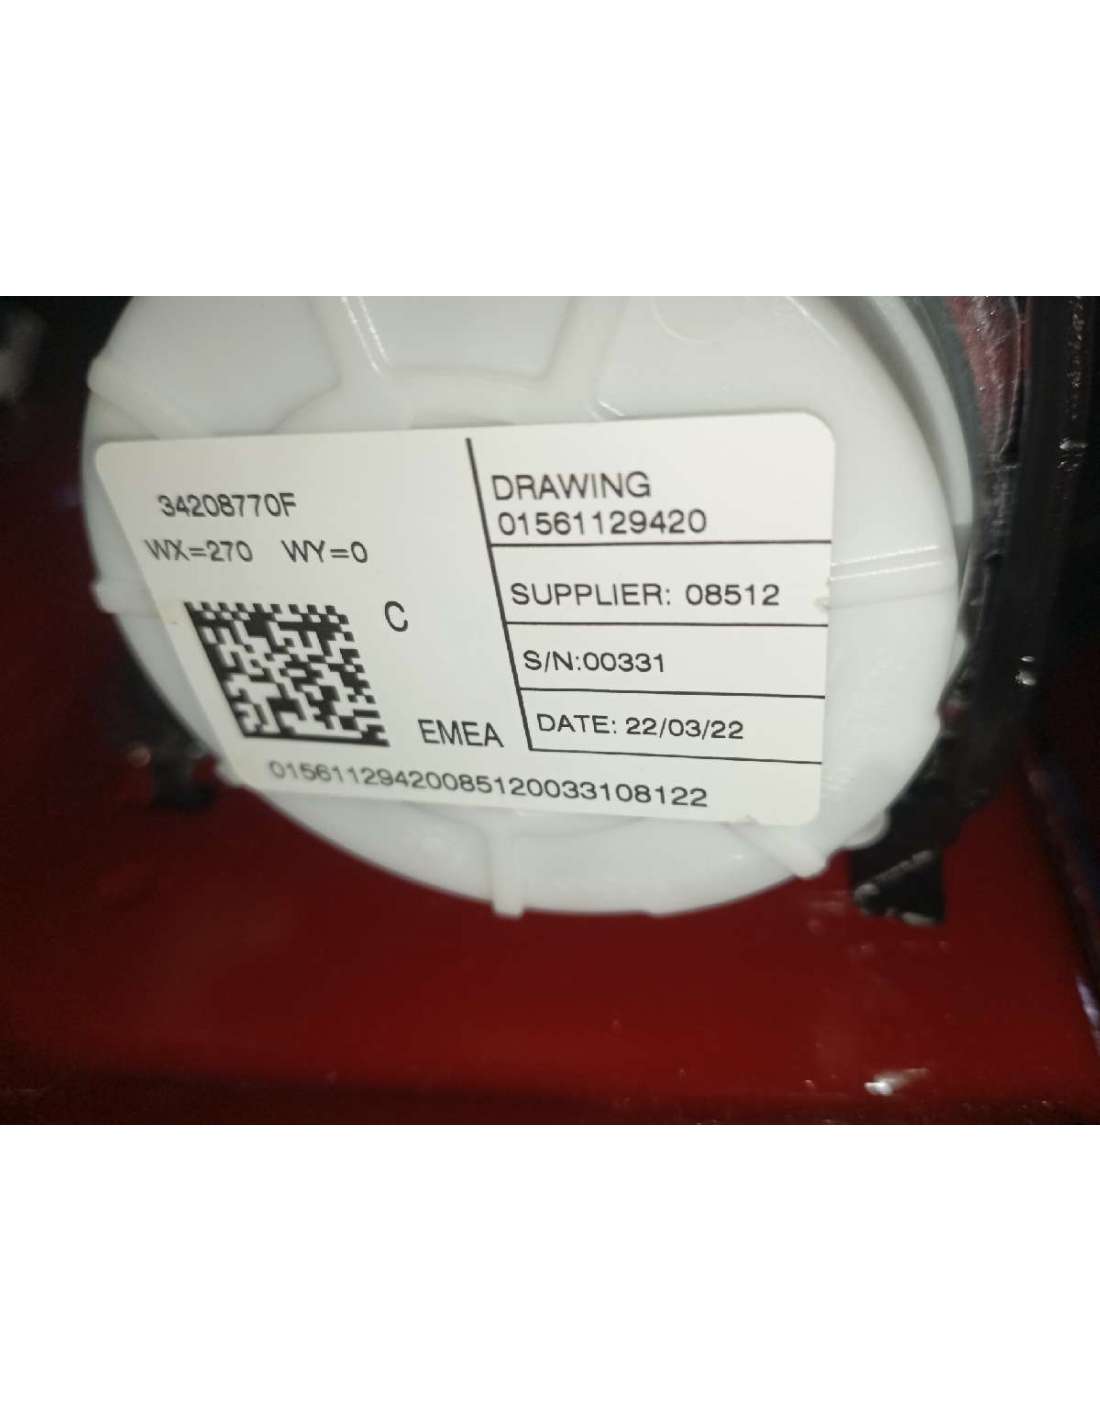 34208770F
WX=270 WY=0
C
EMEA
DRAWING
01561129420
SUPPLIER: 08512
S/N:00331
DATE: 22/03/22
01561129420085120033108122